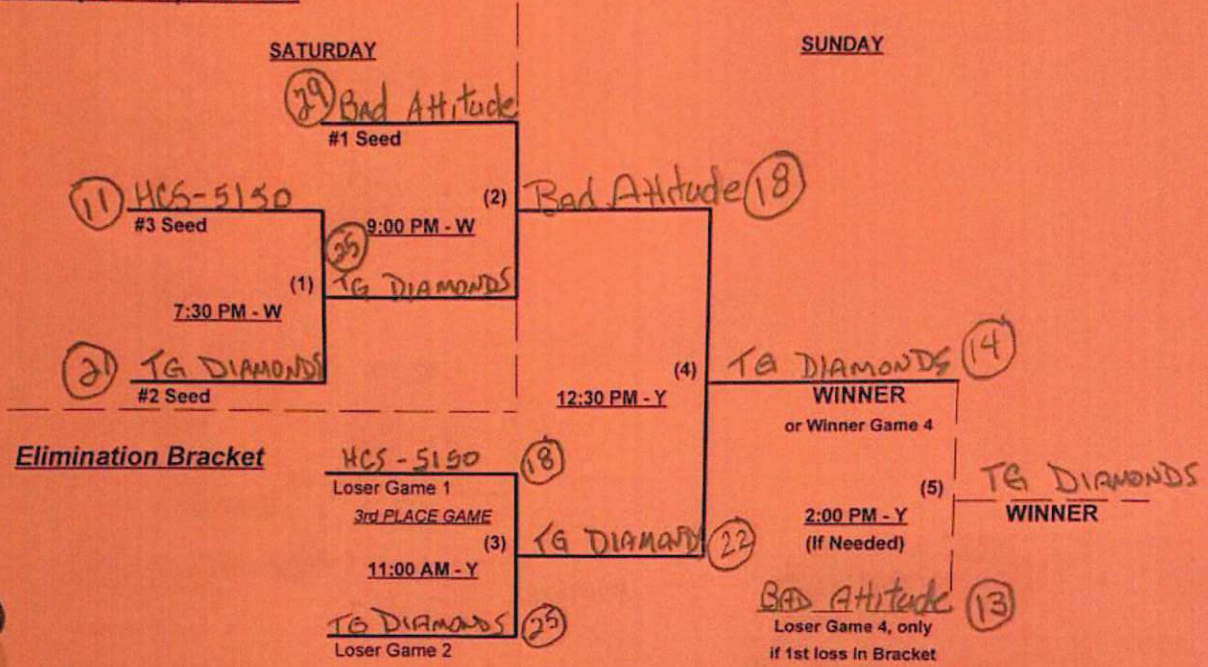 SATURDAY
SUNDAY
29 Bad Attitude
#1 Seed
11 HCS-5150
#3 Seed
(2)
9:00 PM - W
Bad Attitude 18
25
TG DIAMONDS
(1)
7:30 PM - W
21 TG DIAMONDS
#2 Seed
(4)
12:30 PM - Y
TG DIAMONDS 14
WINNER
or Winner Game 4
Elimination Bracket
HCS-5150 18
Loser Game 1
3rd PLACE GAME
(3)
11:00 AM - Y
TG DIAMONDS 22
TG DIAMONDS 25
Loser Game 2
(5)
2:00 PM - Y
(If Needed)
TG DIAMONDS
WINNER
BAD Attitude 13
Loser Game 4, only
if 1st loss in Bracket